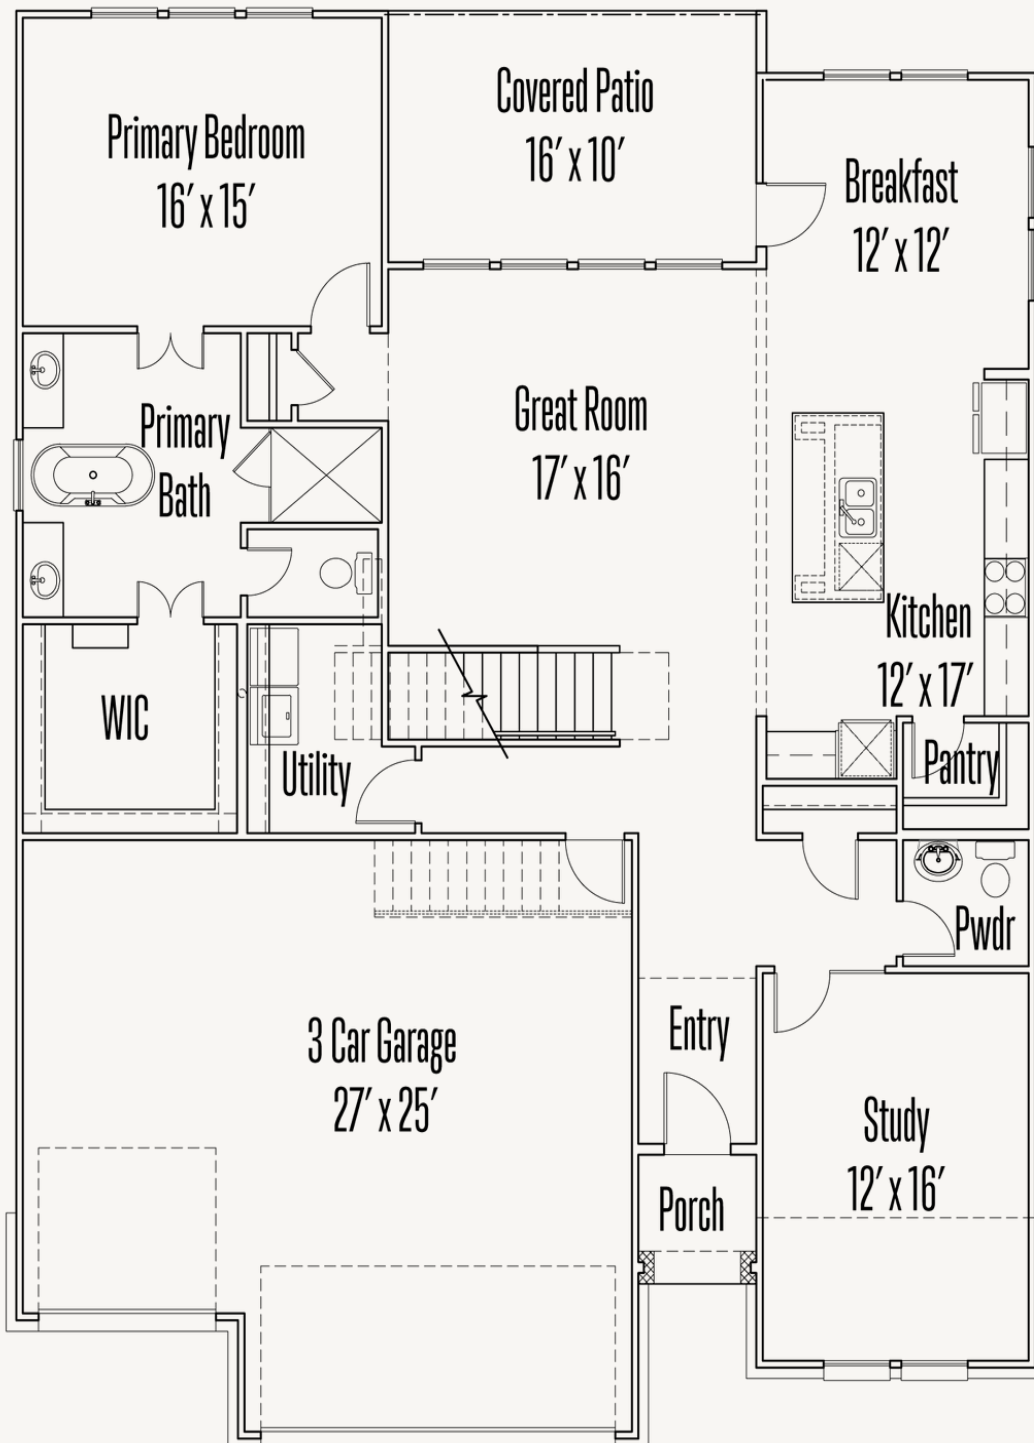 Covered Patio
16' x 10'
Primary Bedroom
16' x 15'
Breakfast
12' x 12'
Great Room
17' x 16'
Primary
Bath
Kitchen
12' x 17'
WIC
Utility
Pantry
Pwdr
Entry
3 Car Garage
27' x 25'
Study
12' x 16'
Porch